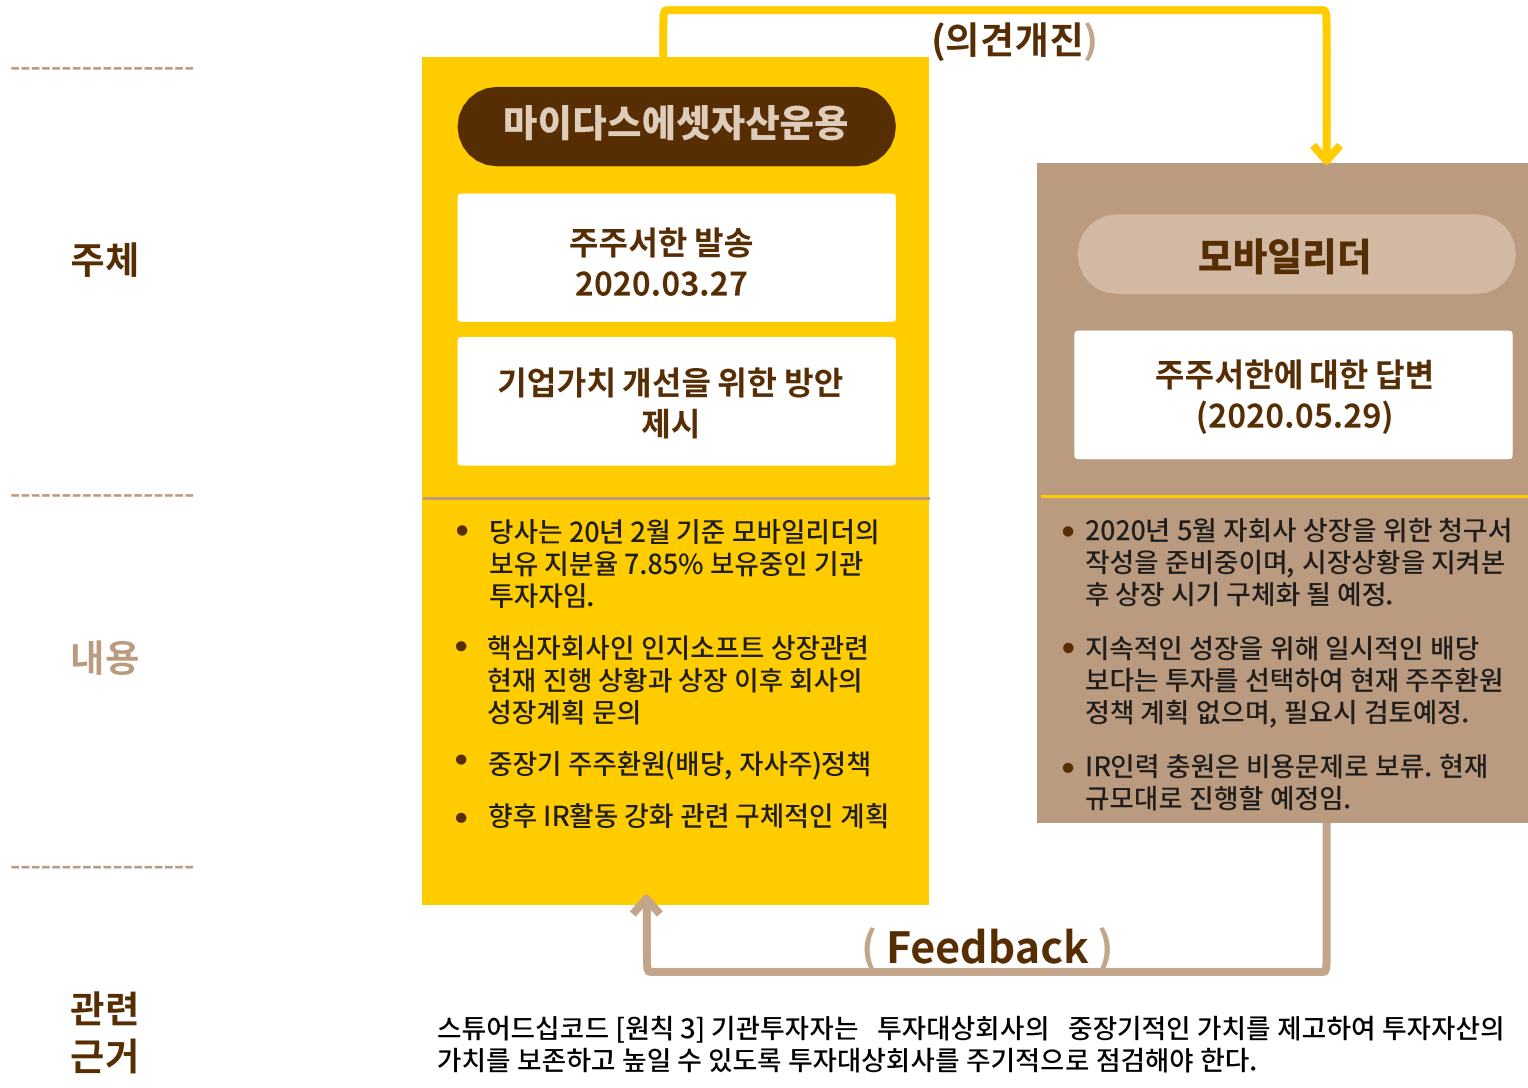 (의견개진)
마이다스에셋자산운용
주주서한 발송
2020.03.27
기업가치 개선을 위한 방안
제시
모바일리더
주주서한에 대한 답변
(2020.05.29)
주체
내용
당사는 20년 2월 기준 모바일리더의
보유 지분율 7.85% 보유중인 기관
투자자임.
핵심자회사인 인지소프트 상장관련
현재 진행 상황과 상장 이후 회사의
성장계획 문의
중장기 주주환원(배당, 자사주)정책
향후 IR활동 강화 관련 구체적인 계획
2020년 5월 자회사 상장을 위한 청구서
작성을 준비중이며, 시장상황을 지켜본
후 상장 시기 구체화 될 예정.
지속적인 성장을 위해 일시적인 배당
보다는 투자를 선택하여 현재 주주환원
정책 계획 없으며, 필요시 검토예정.
IR인력 충원은 비용문제로 보류. 현재
규모대로 진행할 예정임.
( Feedback )
관련
근거
스튜어드십코드 [원칙 3] 기관투자자는 투자대상회사의 중장기적인 가치를 제고하여 투자자산의
가치를 보존하고 높일 수 있도록 투자대상회사를 주기적으로 점검해야 한다.